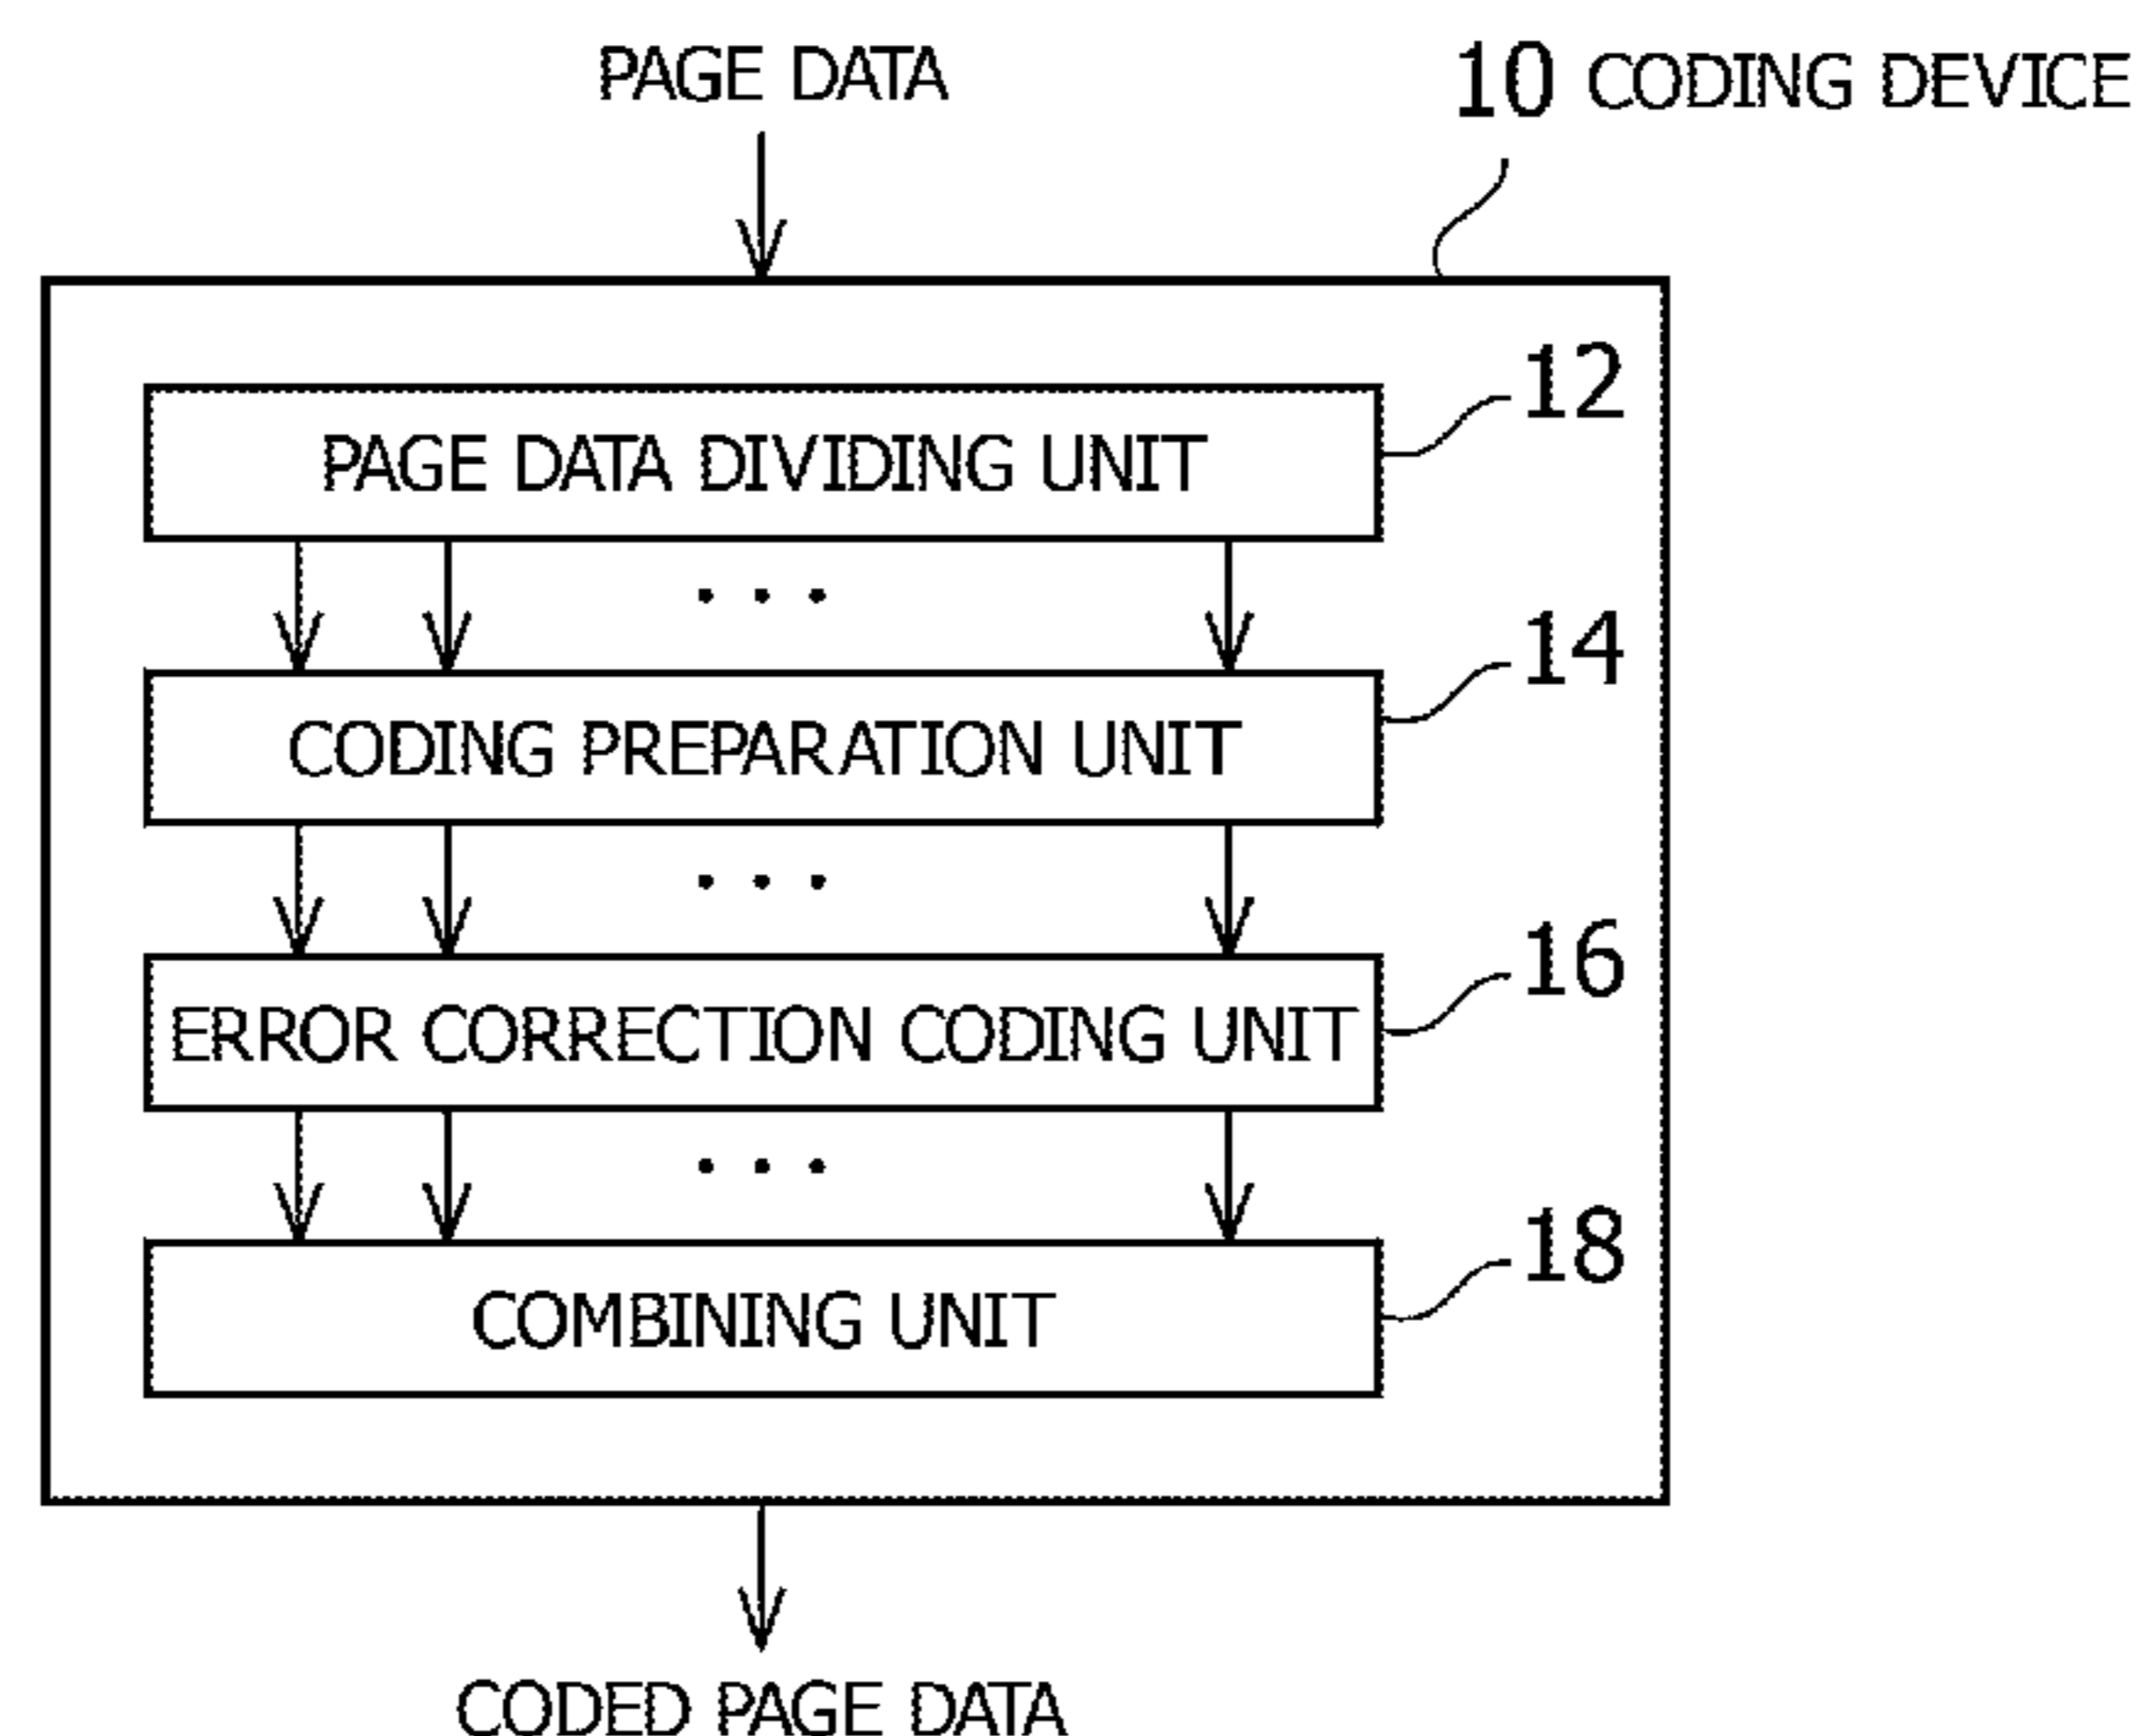 PAGE DATA
10 CODING DEVICE
12
PAGE DATA DIVIDING UNIT
. . .
14
CODING PREPARATION UNIT
. . .
16
ERROR CORRECTION CODING UNIT
. . .
18
COMBINING UNIT
CODED PAGE DATA